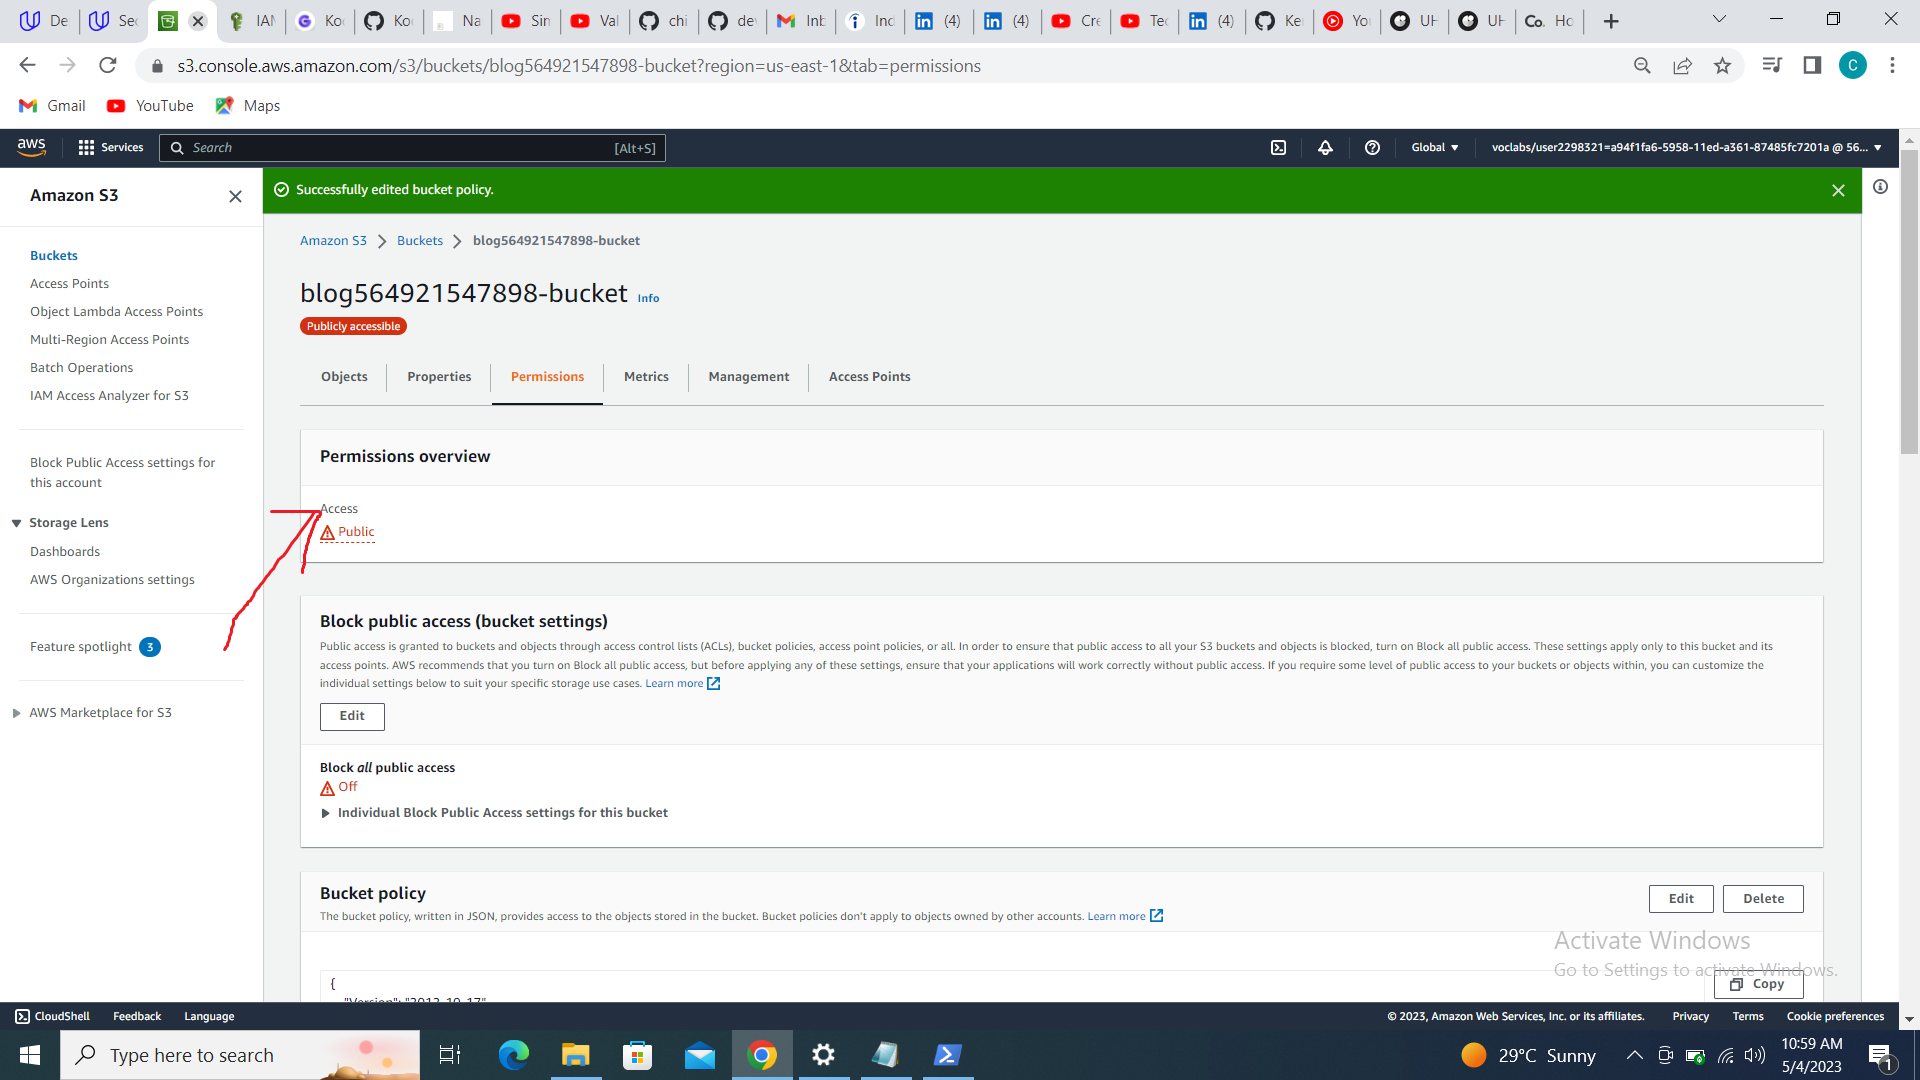 De
Sec
IAM
Koc
Koc
Na
Sin
Val
chi
dev
Inb
Ind
(4)
(4)
Cre
Tec
(4)
Ker
You
UH
UH
Co.
Ho
s3.console.aws.amazon.com/s3/buckets/blog564921547898-bucket?region=us-east-1&tab=permissions
C
Gmail
YouTube
Maps
aws
Services
Search
[Alt+S]
Global
voclabs/user2298321=a94f1fa6-5958-11ed-a361-87485fc7201a @ 56...
Amazon S3
Successfully edited bucket policy.
Buckets
Access Points
Object Lambda Access Points
Multi-Region Access Points
Batch Operations
IAM Access Analyzer for S3
Block Public Access settings for
this account
Storage Lens
Dashboards
AWS Organizations settings
Feature spotlight 3
AWS Marketplace for S3
Amazon S3 > Buckets > blog564921547898-bucket
blog564921547898-bucket Info
Publicly accessible
Objects
Properties
Permissions
Metrics
Management
Access Points
Permissions overview
Access
Public
Block public access (bucket settings)
Public access is granted to buckets and objects through access control lists (ACLs), bucket policies, access point policies, or all. In order to ensure that public access to all your S3 buckets and objects is blocked, turn on Block all public access. These settings apply only to this bucket and its
access points. AWS recommends that you turn on Block all public access, but before applying any of these settings, ensure that your applications will work correctly without public access. If you require some level of public access to your buckets or objects within, you can customize the
individual settings below to suit your specific storage use cases. Learn more
Edit
Block all public access
Off
Individual Block Public Access settings for this bucket
Bucket policy
Edit
Delete
The bucket policy, written in JSON, provides access to the objects stored in the bucket. Bucket policies don't apply to objects owned by other accounts. Learn more
Activate Windows
Go to Settings to activate Windows.
{
"Version": "2012-10-17"
Copy
CloudShell
Feedback
Language
© 2023, Amazon Web Services, Inc. or its affiliates.
Privacy
Terms
Cookie preferences
Type here to search
29°C Sunny
10:59 AM
5/4/2023
1